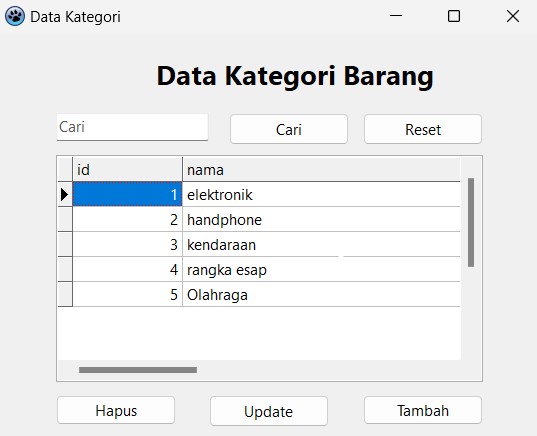 Data Kategori
Data Kategori Barang
Cari Cari Reset
id nama
1 elektronik
2 handphone
3 kendaraan
4 rangka esap
5 Olahraga
Hapus Update Tambah